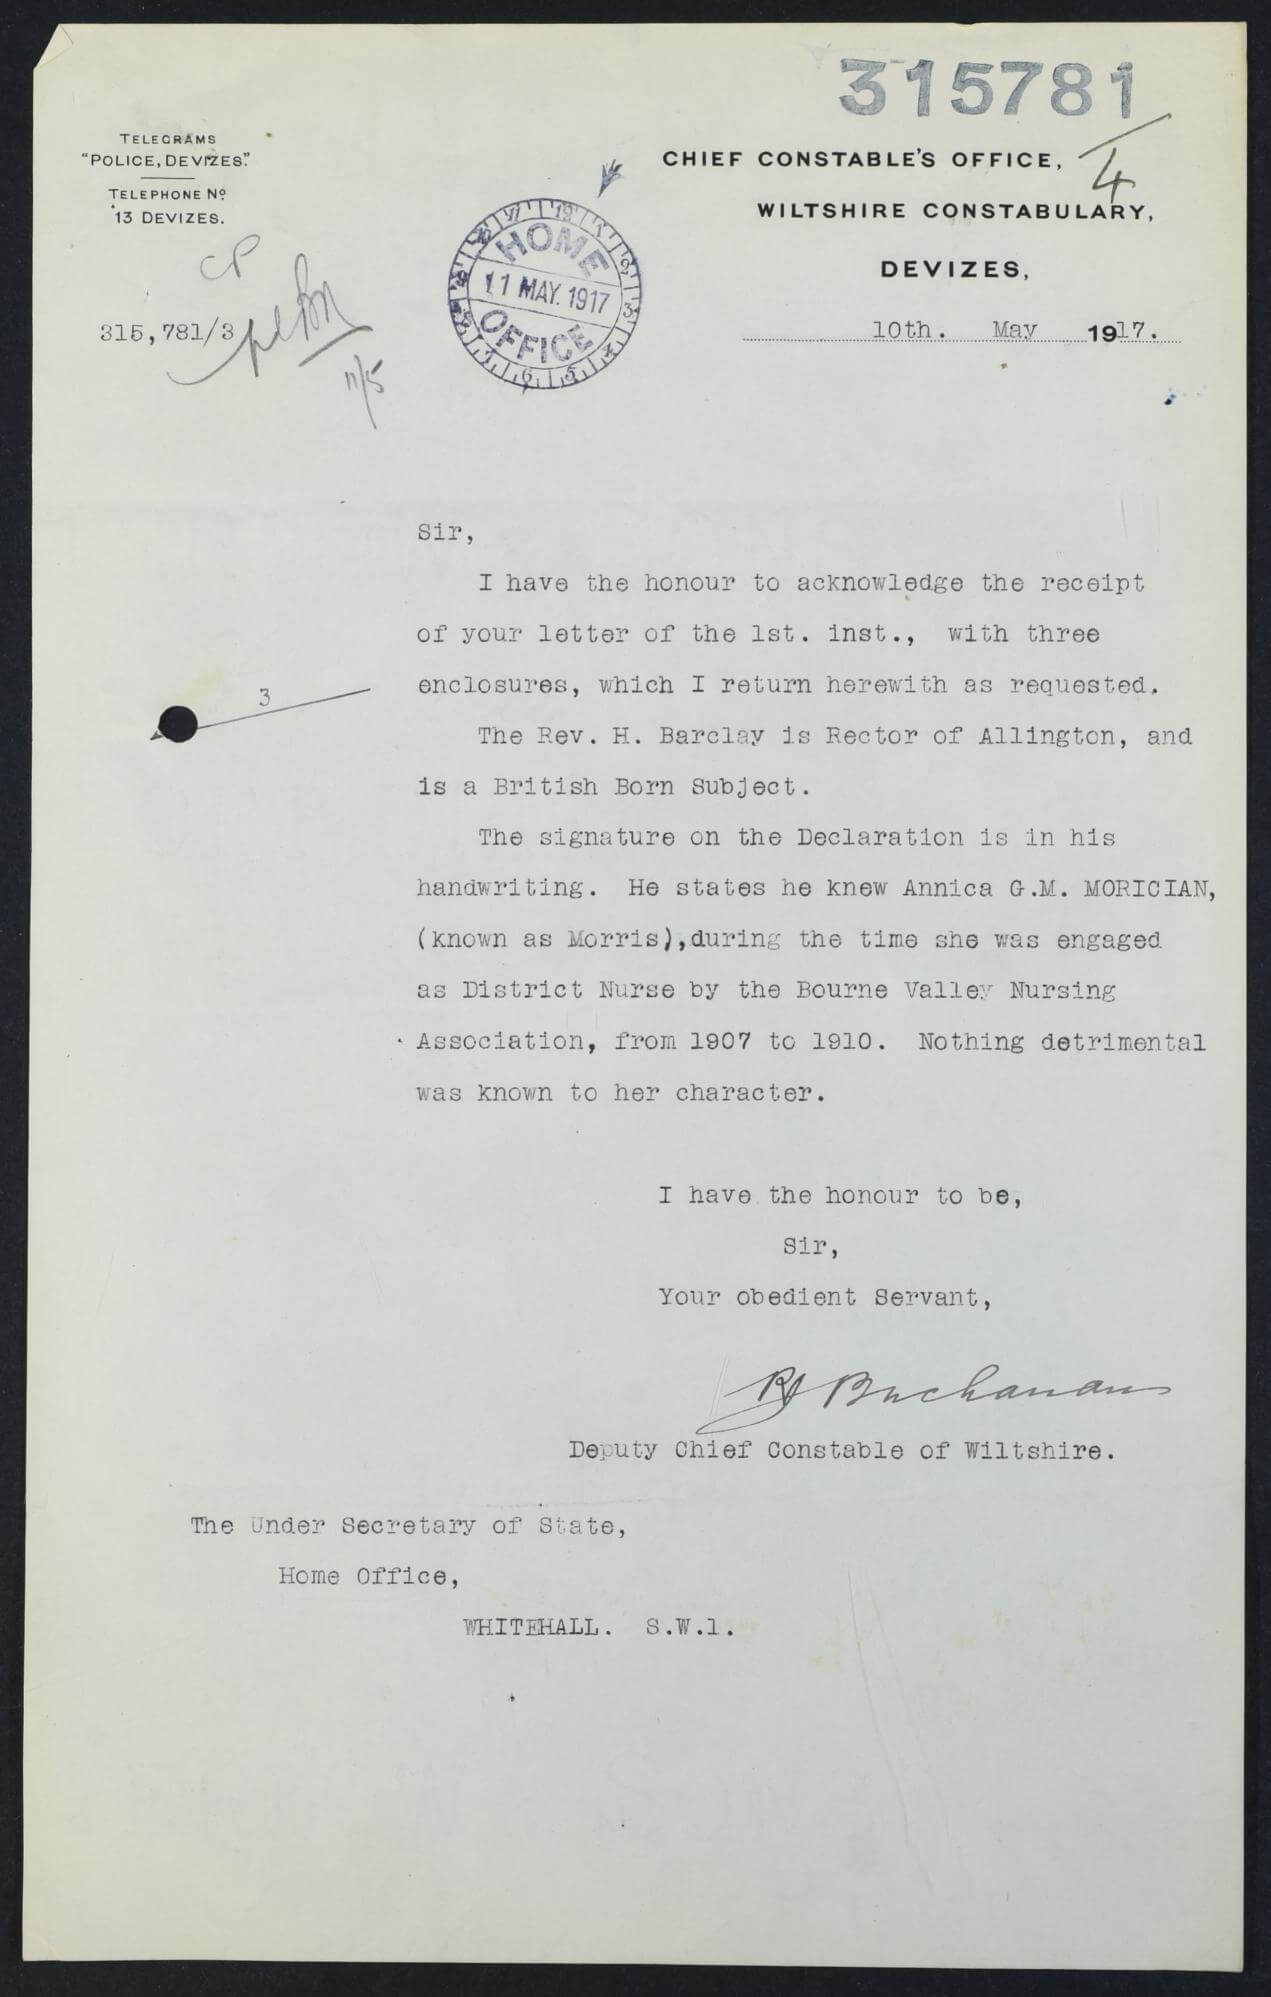 315781
/4
TELEGRAMS
"POLICE, DEVIZES."
TELEPHONE Nº
13 DEVIZES.
CHIEF CONSTABLE'S OFFICE,
WILTSHIRE CONSTABULARY,
DEVIZES,
10th. May 1917.
HOME
11 MAY. 1917
OFFICE
CP
315,781/3
11/5
Sir,
I have the honour to acknowledge the receipt
of your letter of the 1st. inst., with three
enclosures, which I return herewith as requested.
3
The Rev. H. Barclay is Rector of Allington, and
is a British Born Subject.
The signature on the Declaration is in his
handwriting. He states he knew Annica G.M. MORICIAN,
(known as Morris),during the time she was engaged
as District Nurse by the Bourne Valley Nursing
Association, from 1907 to 1910. Nothing detrimental
was known to her character.
I have the honour to be,
Sir,
Your obedient Servant,
Buchanan
Deputy Chief Constable of Wiltshire.
The Under Secretary of State,
Home Office,
WHITEHALL. S.W.1.